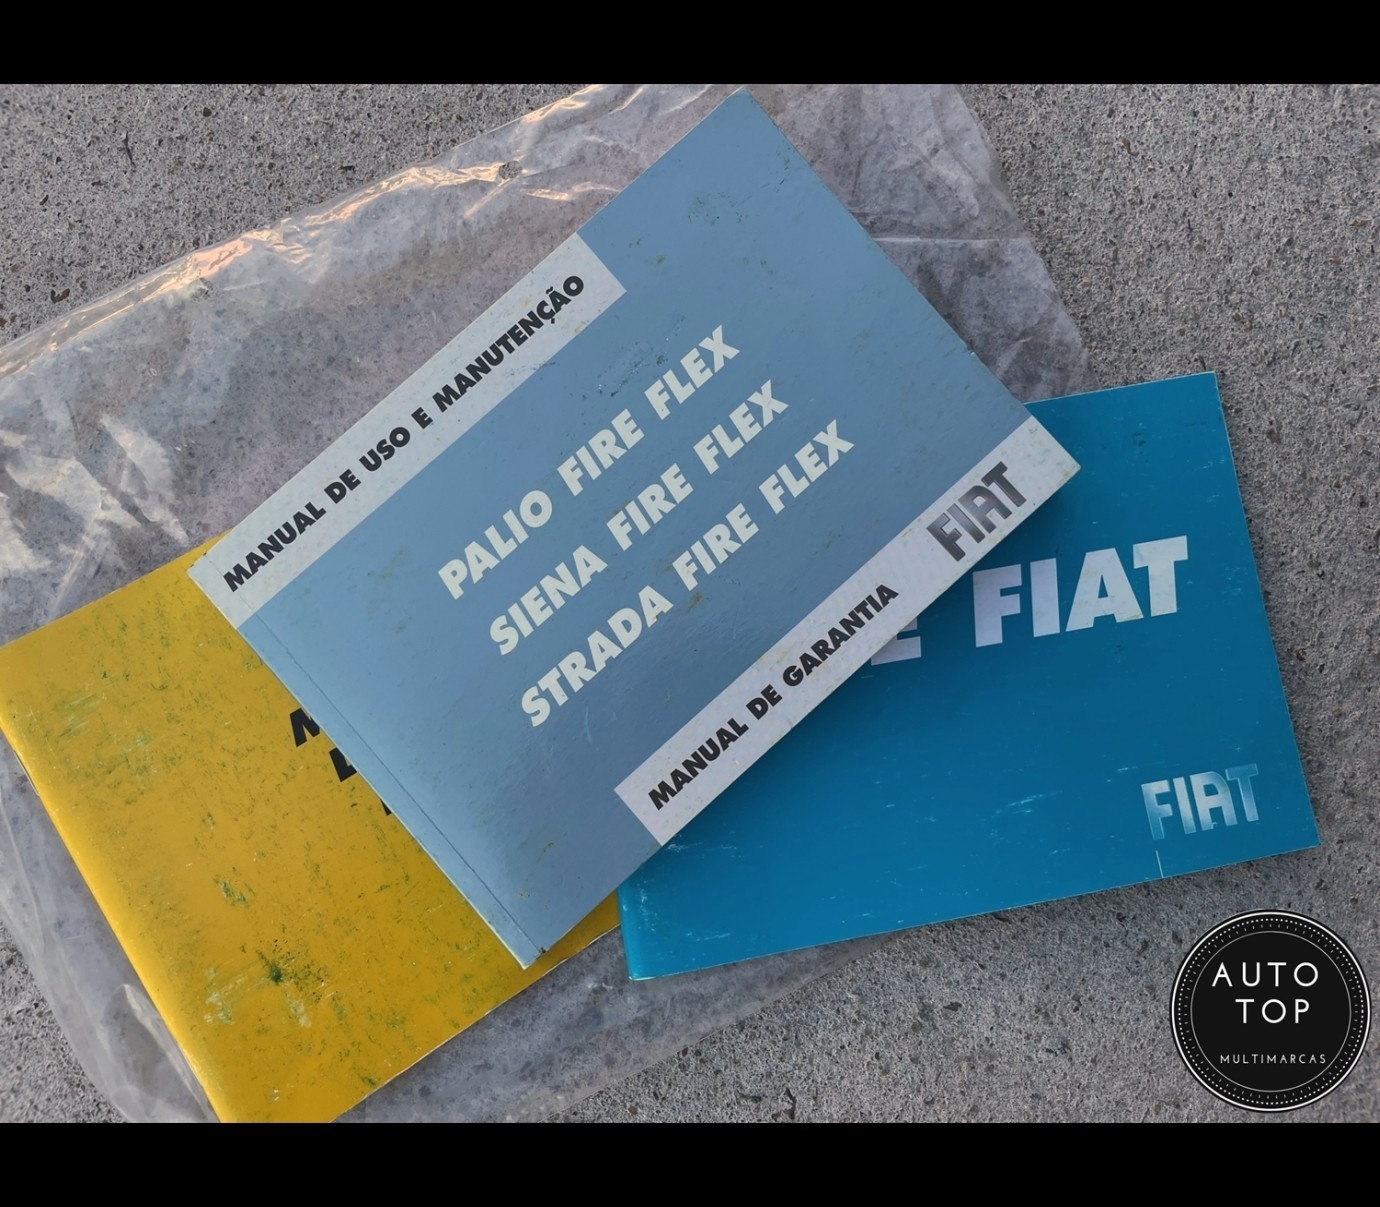 MANUAL DE USO E MANUTENÇÃO
PALIO FIRE FLEX
SIENA FIRE FLEX
STRADA FIRE FLEX
MANUAL DE GARANTIA
FIAT
FIAT
FIAT
AUTO
TOP
MULTIMARCAS